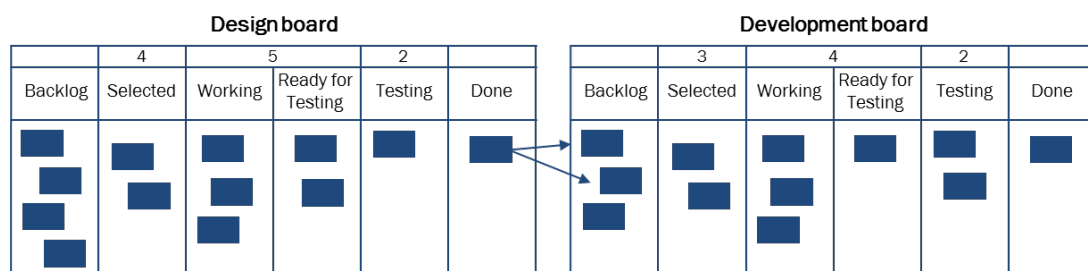 Design board
Development board
4 5 2
3 4 2
Backlog Selected Working Ready for Testing Testing Done
Backlog Selected Working Ready for Testing Testing Done